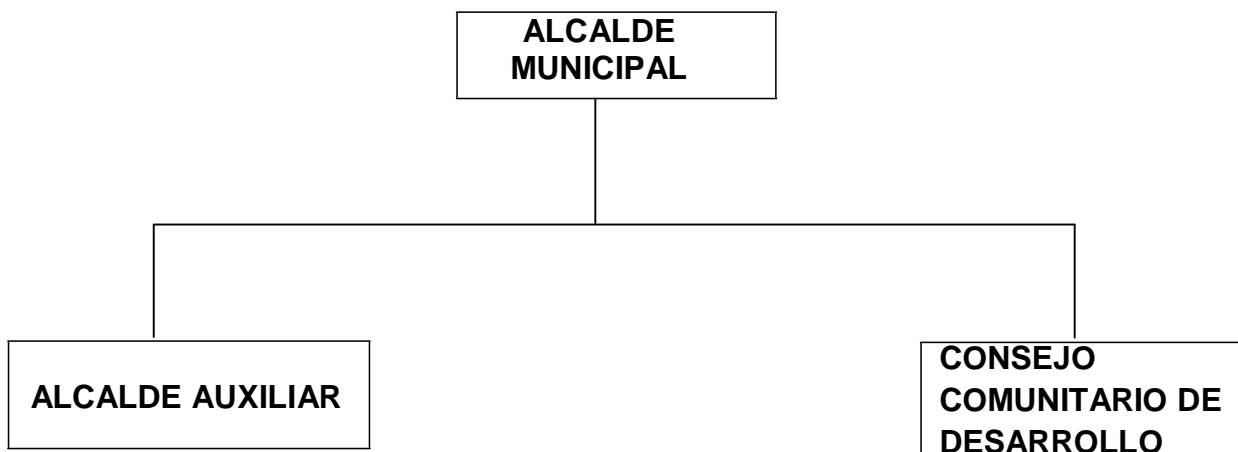 ALCALDE
MUNICIPAL
ALCALDE AUXILIAR
CONSEJO
COMUNITARIO DE
DESARROLLO